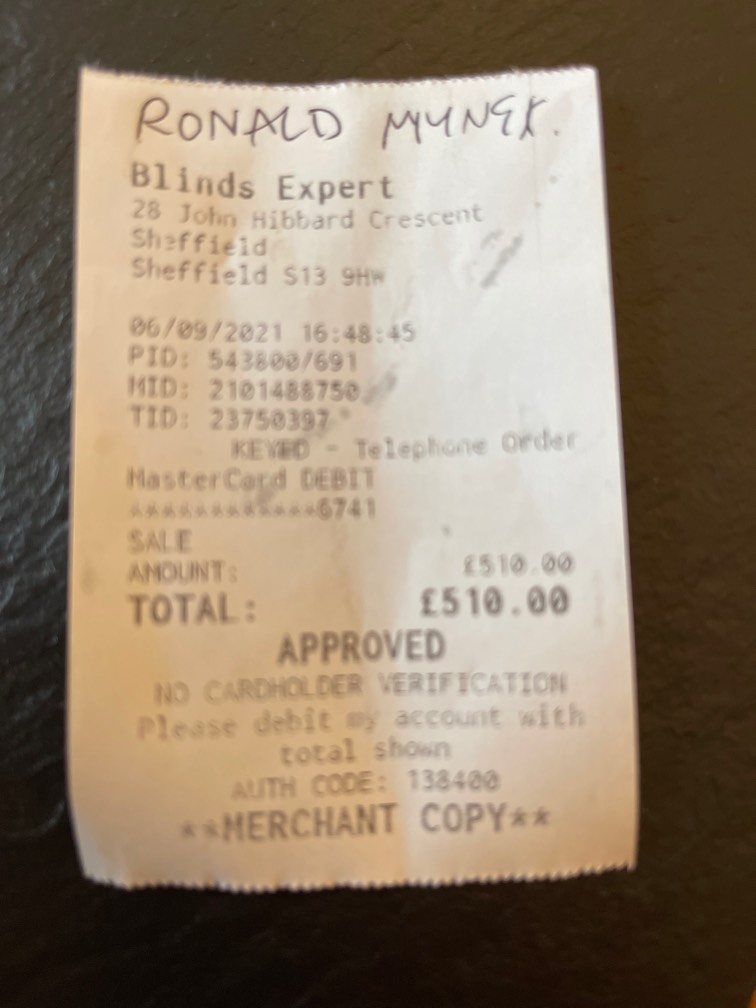 RONALD
Blinds Expert
28 John Hibbard Crescent
Sheffield
Sheffield S13 9HW
06/09/2021 16:48:45
PID: 543800/691
MID: 2101488750
TID: 23750397
KEYED - Telephone Order
MasterCard DEBIT
************6741
SALE
AMOUNT: £510.00
TOTAL: £510.00
APPROVED
NO CARDHOLDER VERIFICATION
Please debit my account with
total shown
AUTH CODE: 138400
**MERCHANT COPY**